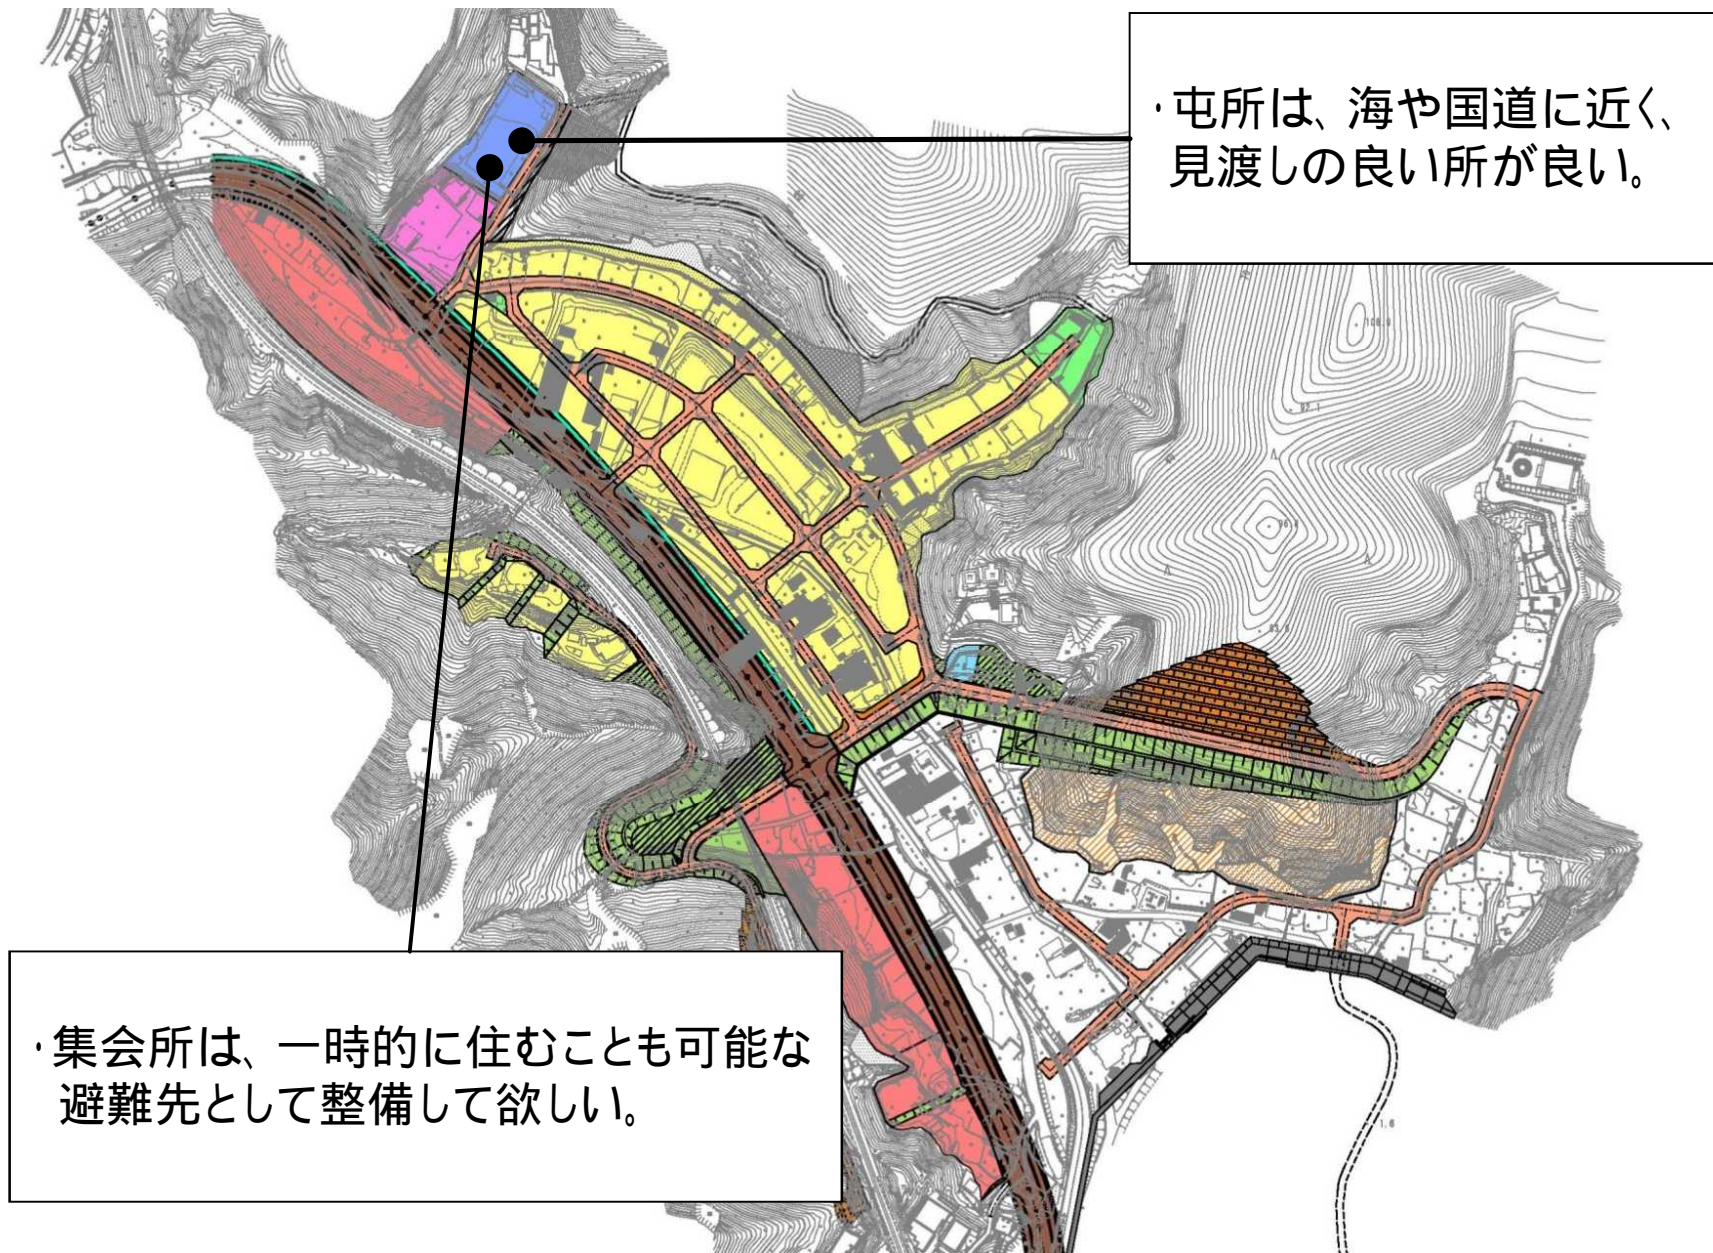 ・屯所は、海や国道に近く、
見渡しの良い所が良い。
・集会所は、一時的に住むことも可能な
避難先として整備して欲しい。